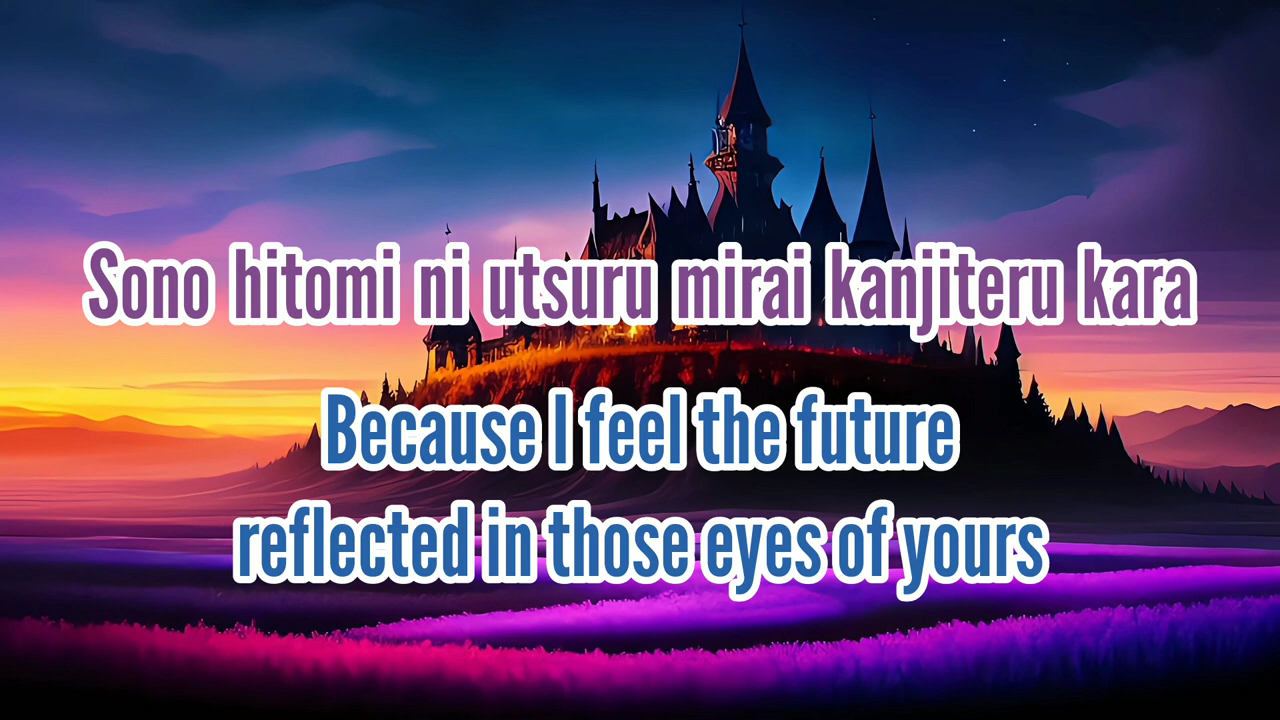 Sono hitomi ni utsuru mirai kanjiteru kara
Because I feel the future
reflected in those eyes of yours